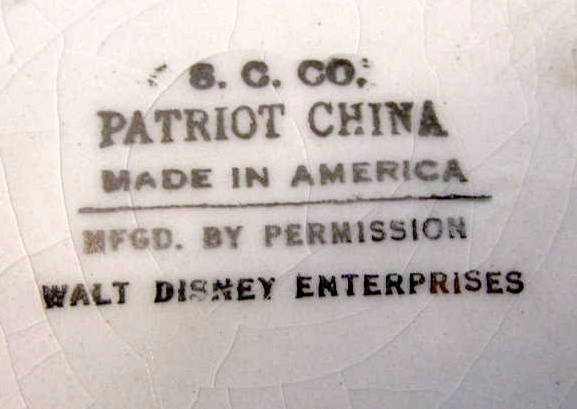 S. C. CO.
PATRIOT CHINA
MADE IN AMERICA
MFGD. BY PERMISSION
WALT DISNEY ENTERPRISES